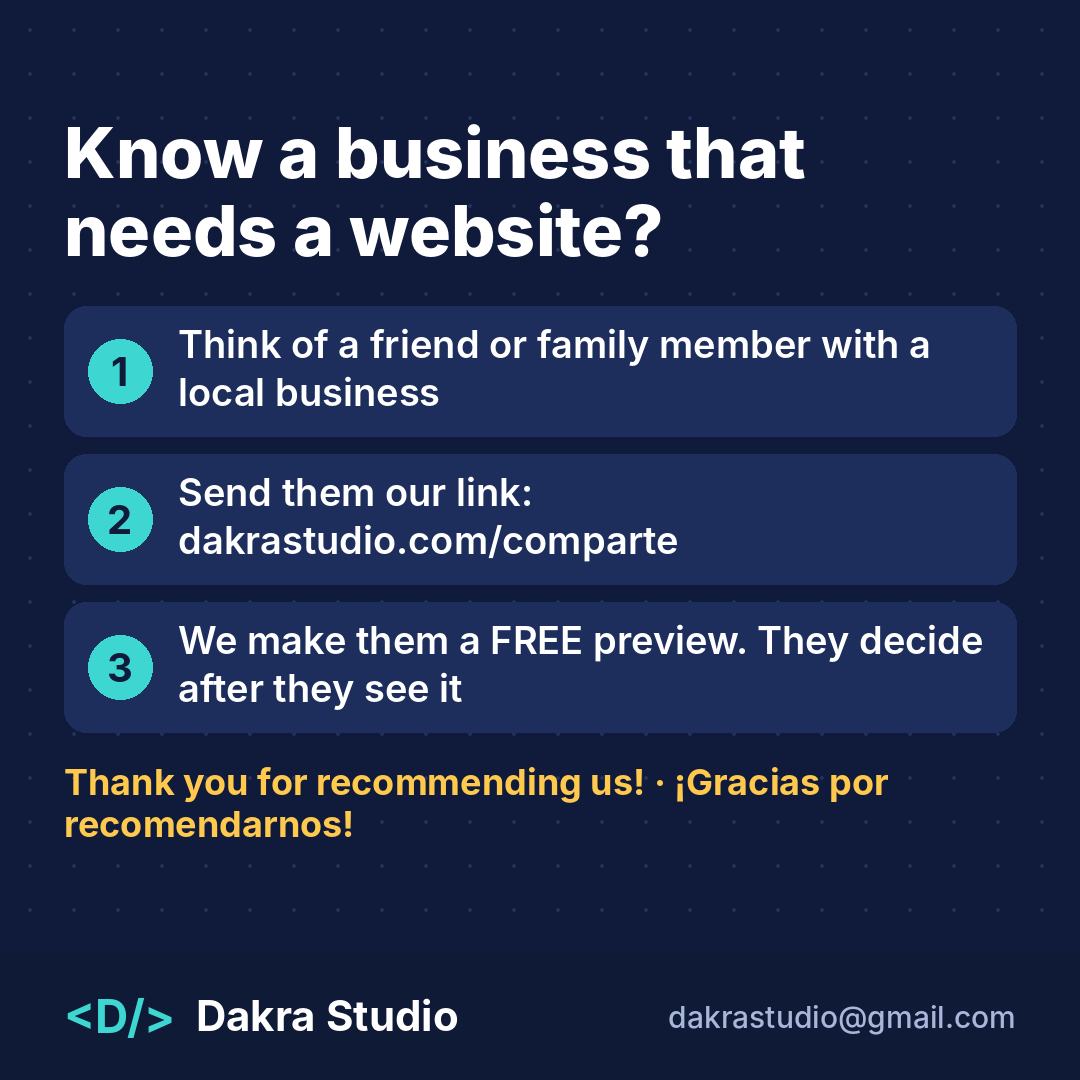 Know a business that
needs a website?
1
Think of a friend or family member with a
local business
2
Send them our link:
dakrastudio.com/comparte
3
We make them a FREE preview. They decide
after they see it
Thank you for recommending us! · ¡Gracias por
recomendarnos!
<D/> Dakra Studio
dakrastudio@gmail.com